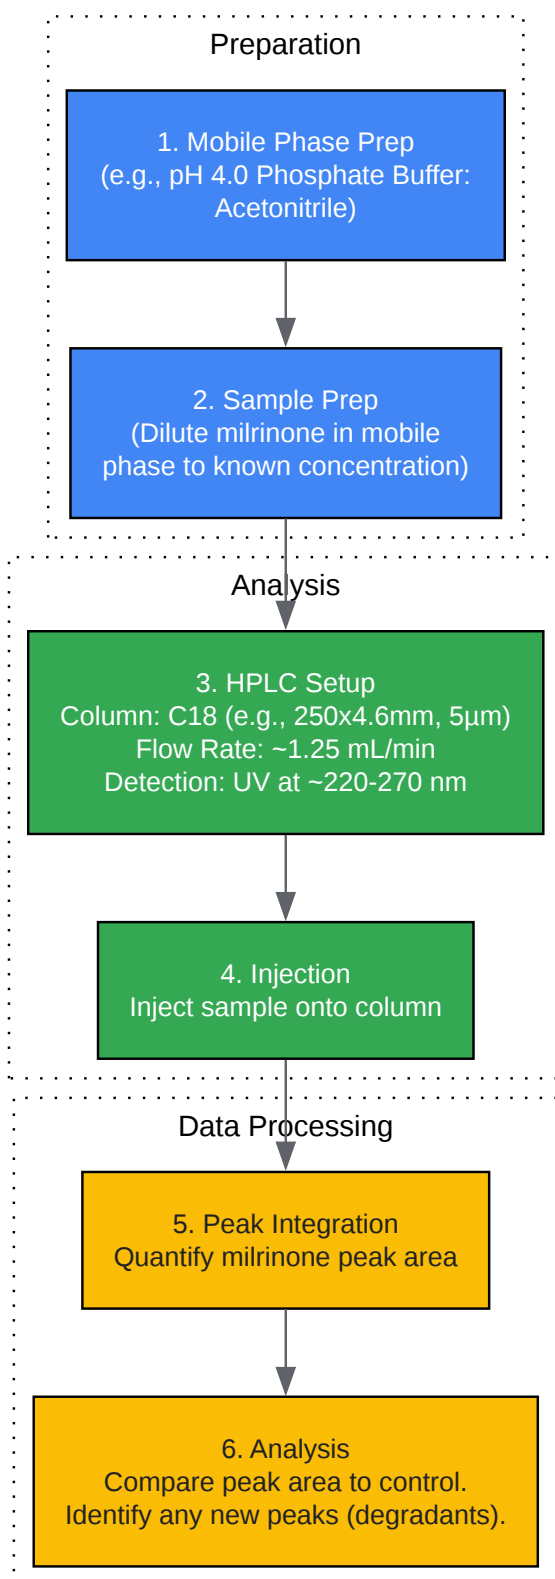 Preparation
1. Mobile Phase Prep
(e.g., pH 4.0 Phosphate Buffer:
Acetonitrile)
2. Sample Prep
(Dilute milrinone in mobile
phase to known concentration)
Analysis
3. HPLC Setup
Column: C18 (e.g., 250x4.6mm, 5µm)
Flow Rate: ~1.25 mL/min
Detection: UV at ~220-270 nm
4. Injection
Inject sample onto column
Data Processing
5. Peak Integration
Quantify milrinone peak area
6. Analysis
Compare peak area to control.
Identify any new peaks (degradants).